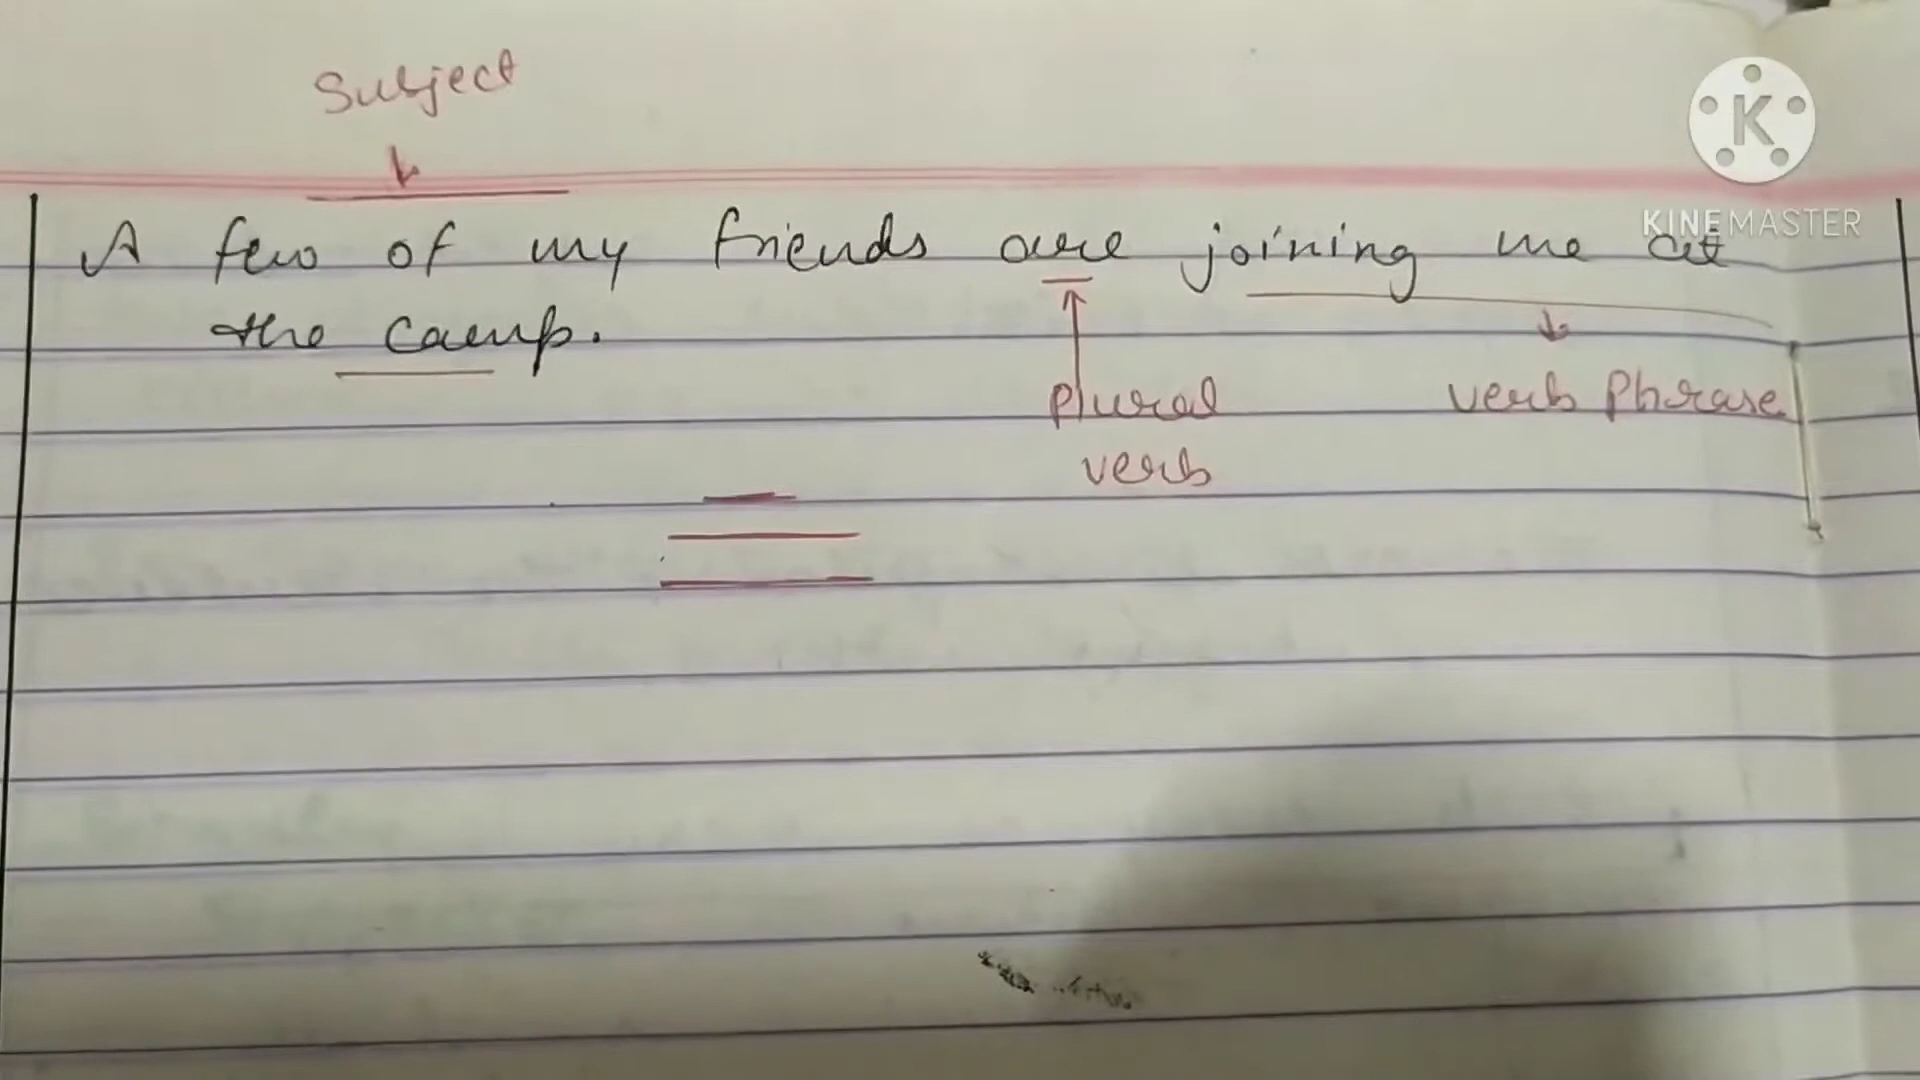 Subject
K
KINEMASTER
A few of my friends are joining me at
the camp.
Plural
verb
verb Phrase